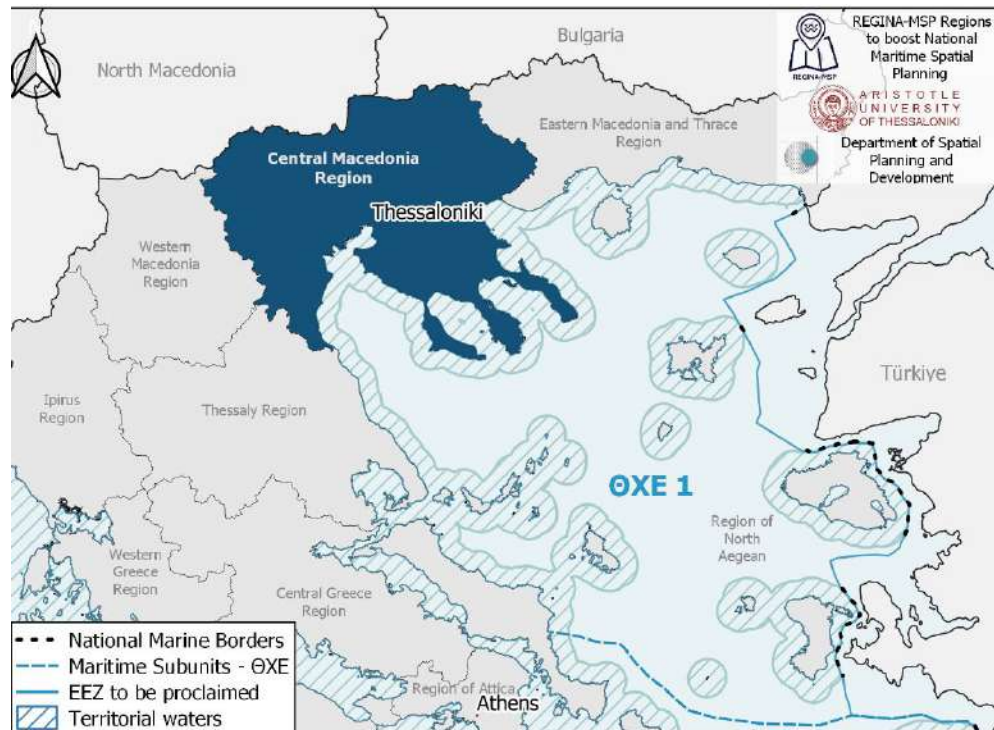 Bulgaria
North Macedonia
REGINA-MSP Regions
to boost National
Maritime Spatial
Planning
REGINA-MSP
ARISTOTLE
UNIVERSITY
OF THESSALONIKI
Department of Spatial
Planning and
Development
Eastern Macedonia and Thrace
Region
Central Macedonia
Region
Thessaloniki
Western
Macedonia
Region
Türkiye
Ipirus
Region
Thessaly Region
ΘΧΕ 1
Region of
North
Aegean
Western
Greece
Region
Central Greece
Region
Region of Attica
Athens
National Marine Borders
Maritime Subunits - ΘΧΕ
EEZ to be proclaimed
Territorial waters